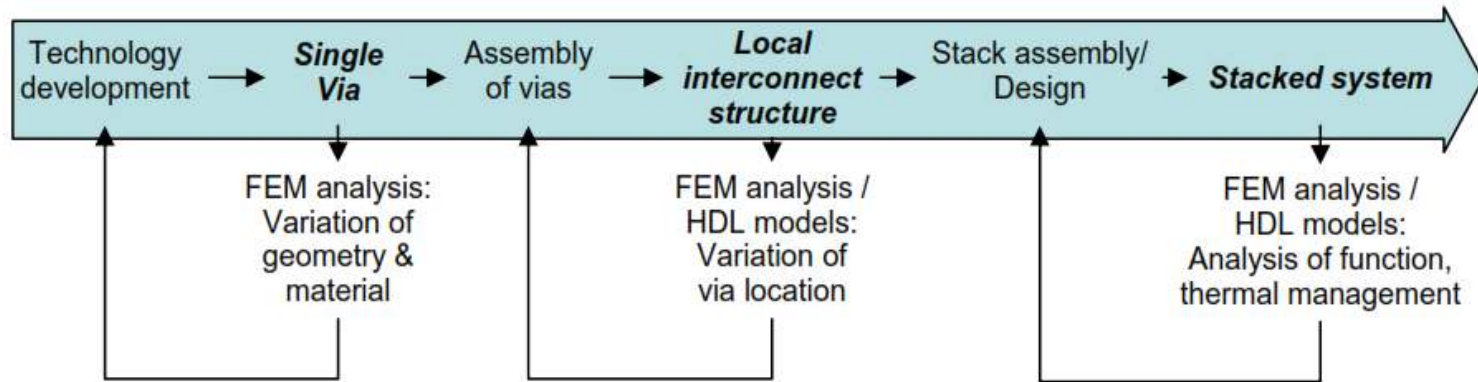 Technology
development
Single
Via
Assembly
of vias
Local
interconnect
structure
Stack assembly/
Design
Stacked system
FEM analysis:
Variation of
geometry &
material
FEM analysis /
HDL models:
Variation of
via location
FEM analysis /
HDL models:
Analysis of function,
thermal management